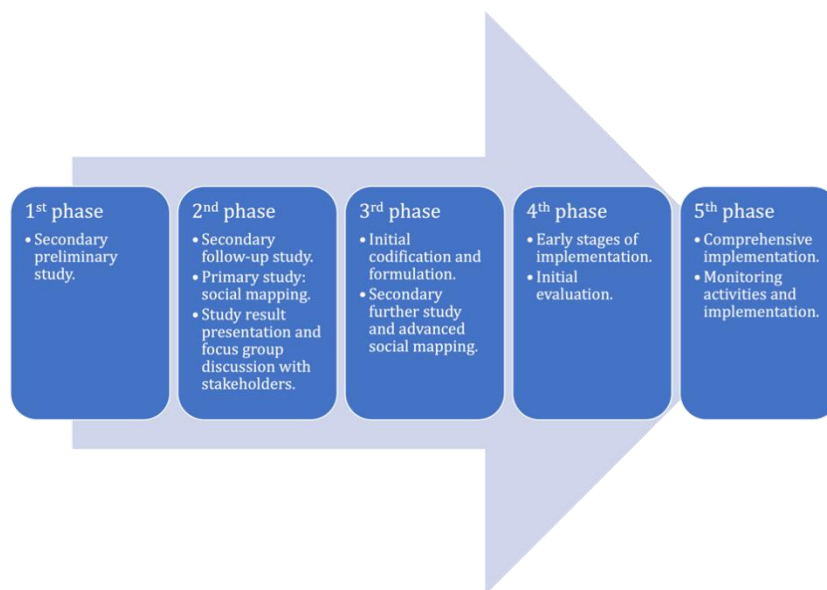 1st phase
• Secondary
preliminary
study.
2nd phase
• Secondary
follow-up study.
• Primary study:
social mapping.
• Study result
presentation and
focus group
discussion with
stakeholders.
3rd phase
• Initial
codification and
formulation.
• Secondary
further study
and advanced
social mapping.
4th phase
• Early stages of
implementation.
• Initial
evaluation.
5th phase
• Comprehensive
implementation.
• Monitoring
activities and
implementation.